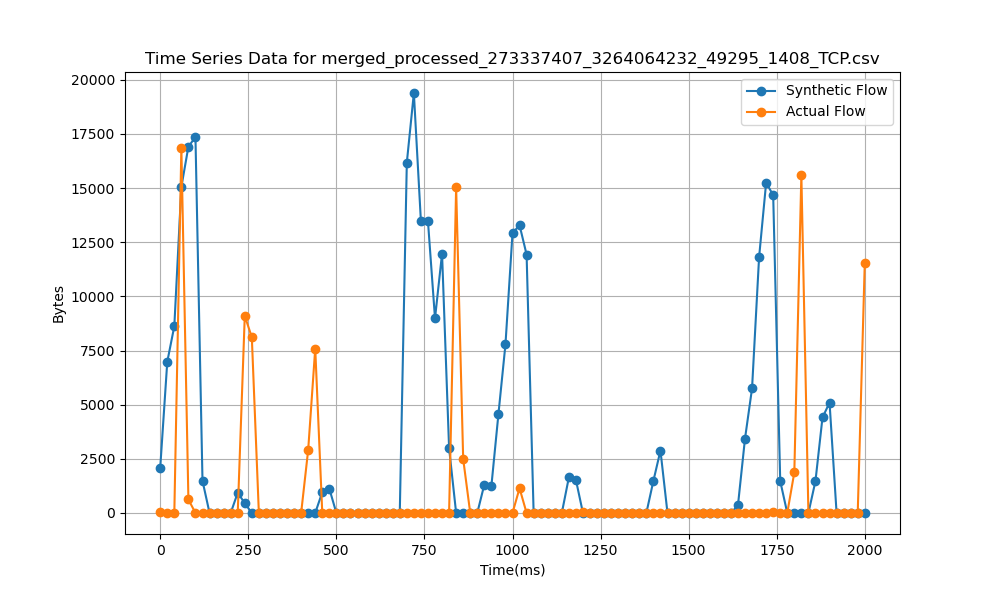 Time Series Data for merged_processed_273337407_3264064232_49295_1408_TCP.csv
Synthetic Flow
Actual Flow
20000
17500
15000
12500
10000
7500
5000
2500
0
Bytes
0 250 500 750 1000 1250 1500 1750 2000
Time(ms)